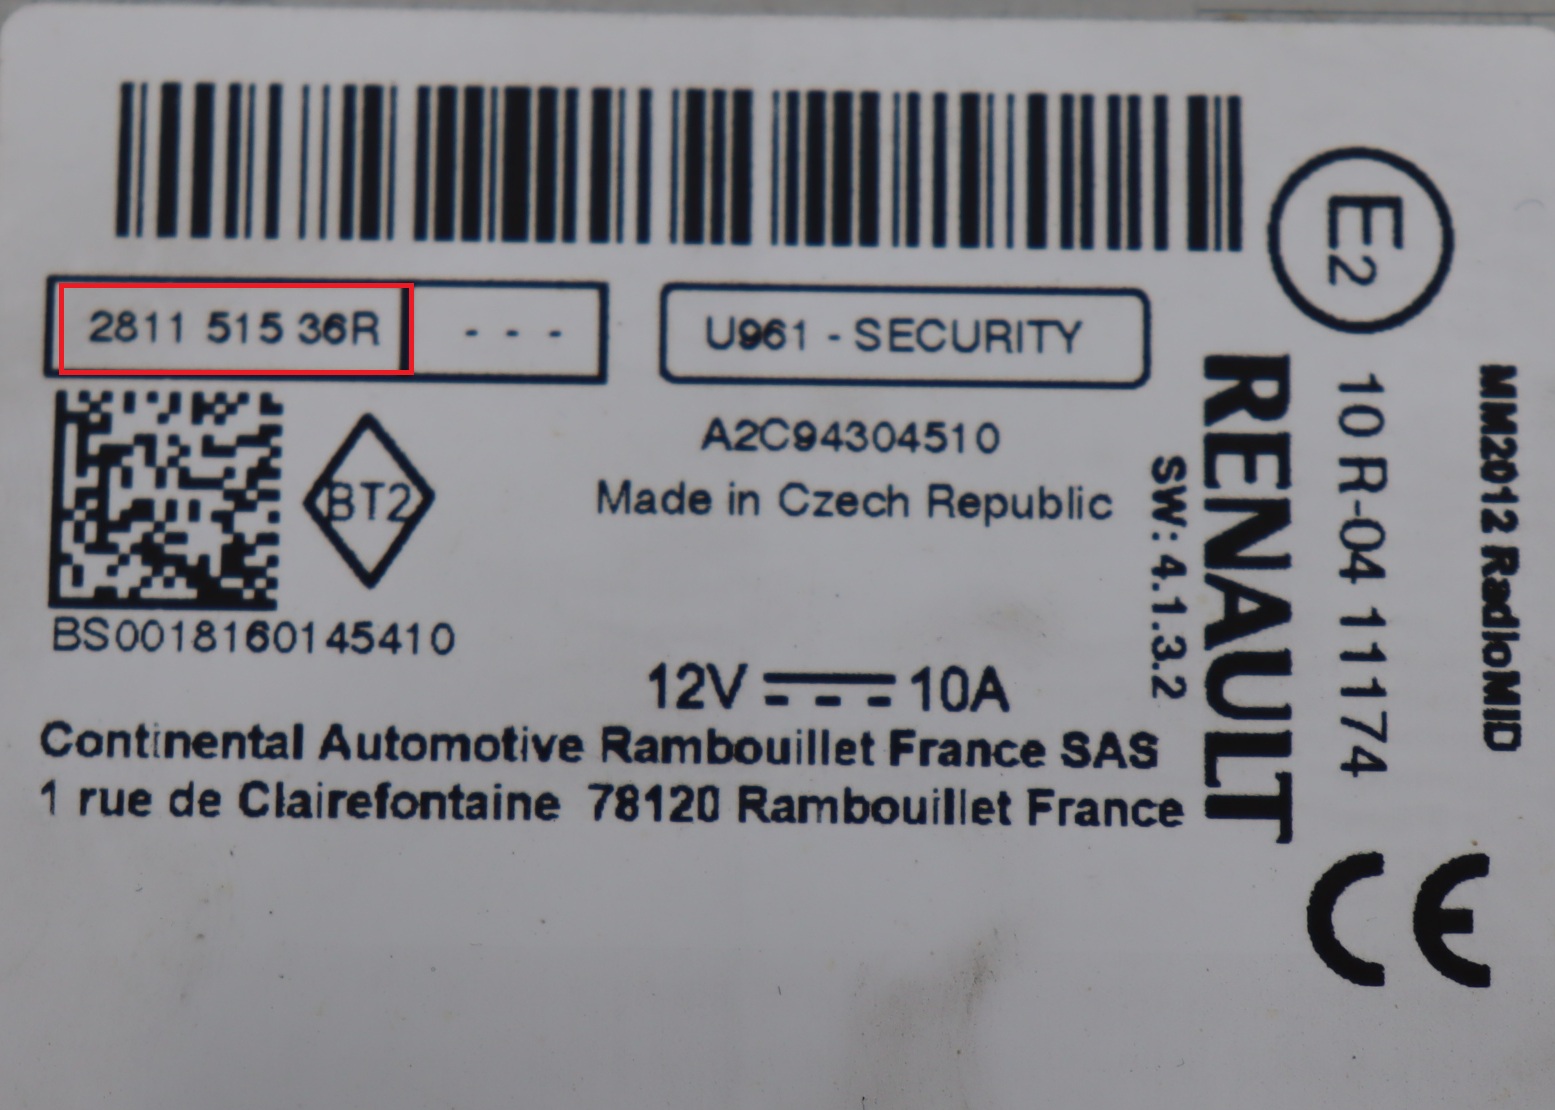 2811 515 36R - - -
U961 - SECURITY
E2
BT2
A2C94304510
Made in Czech Republic
BS0018160145410
12V 10A
Continental Automotive Rambouillet France SAS
1 rue de Clairefontaine 78120 Rambouillet France
SW: 4.1.3.2
RENAULT
10 R-04 11174
MM2012 RadioMID
CE